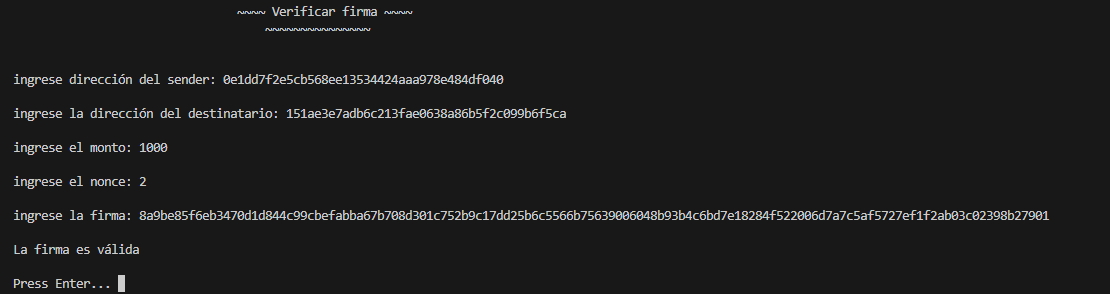 ~~~~ Verificar firma ~~~~
~~~~~~~~~~~~~~~
ingrese dirección del sender: 0e1dd7f2e5cb568ee13534424aaa978e484df040
ingrese la dirección del destinatario: 151ae3e7adb6c213fae0638a86b5f2c099b6f5ca
ingrese el monto: 1000
ingrese el nonce: 2
ingrese la firma: 8a9be85f6eb3470d1d844c99cbefabba67b708d301c752b9c17dd25b6c5566b75639006048b93b4c6bd7e18284f522006d7a7c5af5727ef1f2ab03c02398b27901
La firma es válida
Press Enter...